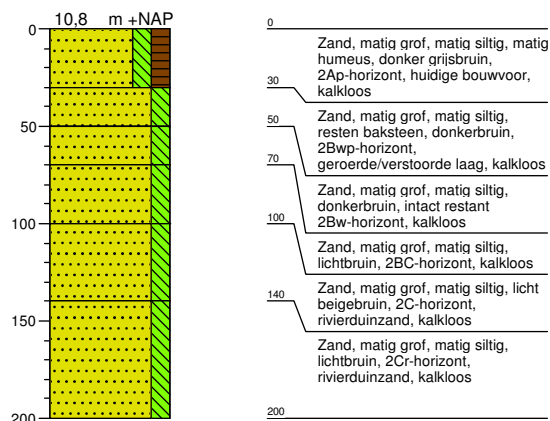 10,8 m +NAP
0
50
100
150
200
0
Zand, matig grof, matig siltig, matig
humeus, donker grijsbruin,
2Ap-horizont, huidige bouwvoor,
kalkloos
30
Zand, matig grof, matig siltig,
resten baksteen, donkerbruin,
2Bwp-horizont,
geroerde/verstoorde laag, kalkloos
50
Zand, matig grof, matig siltig,
donkerbruin, intact restant
2Bw-horizont, kalkloos
70
Zand, matig grof, matig siltig,
lichtbruin, 2BC-horizont, kalkloos
100
Zand, matig grof, matig siltig, licht
beigebruin, 2C-horizont,
rivierduinzand, kalkloos
140
Zand, matig grof, matig siltig,
lichtbruin, 2Cr-horizont,
rivierduinzand, kalkloos
200